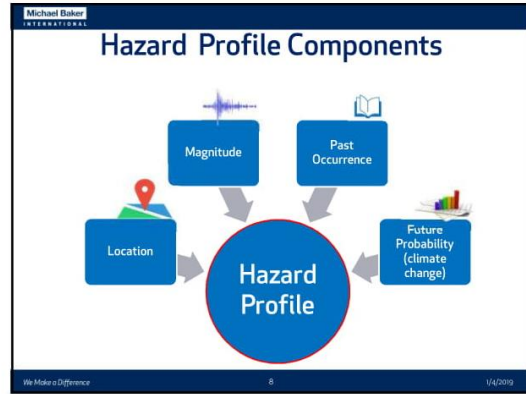 Michael Baker
INTERNATIONAL
Hazard Profile Components
Magnitude
Past
Occurrence
Location
Future
Probability
(climate
change)
Hazard
Profile
We Make a Difference
8
1/4/2019